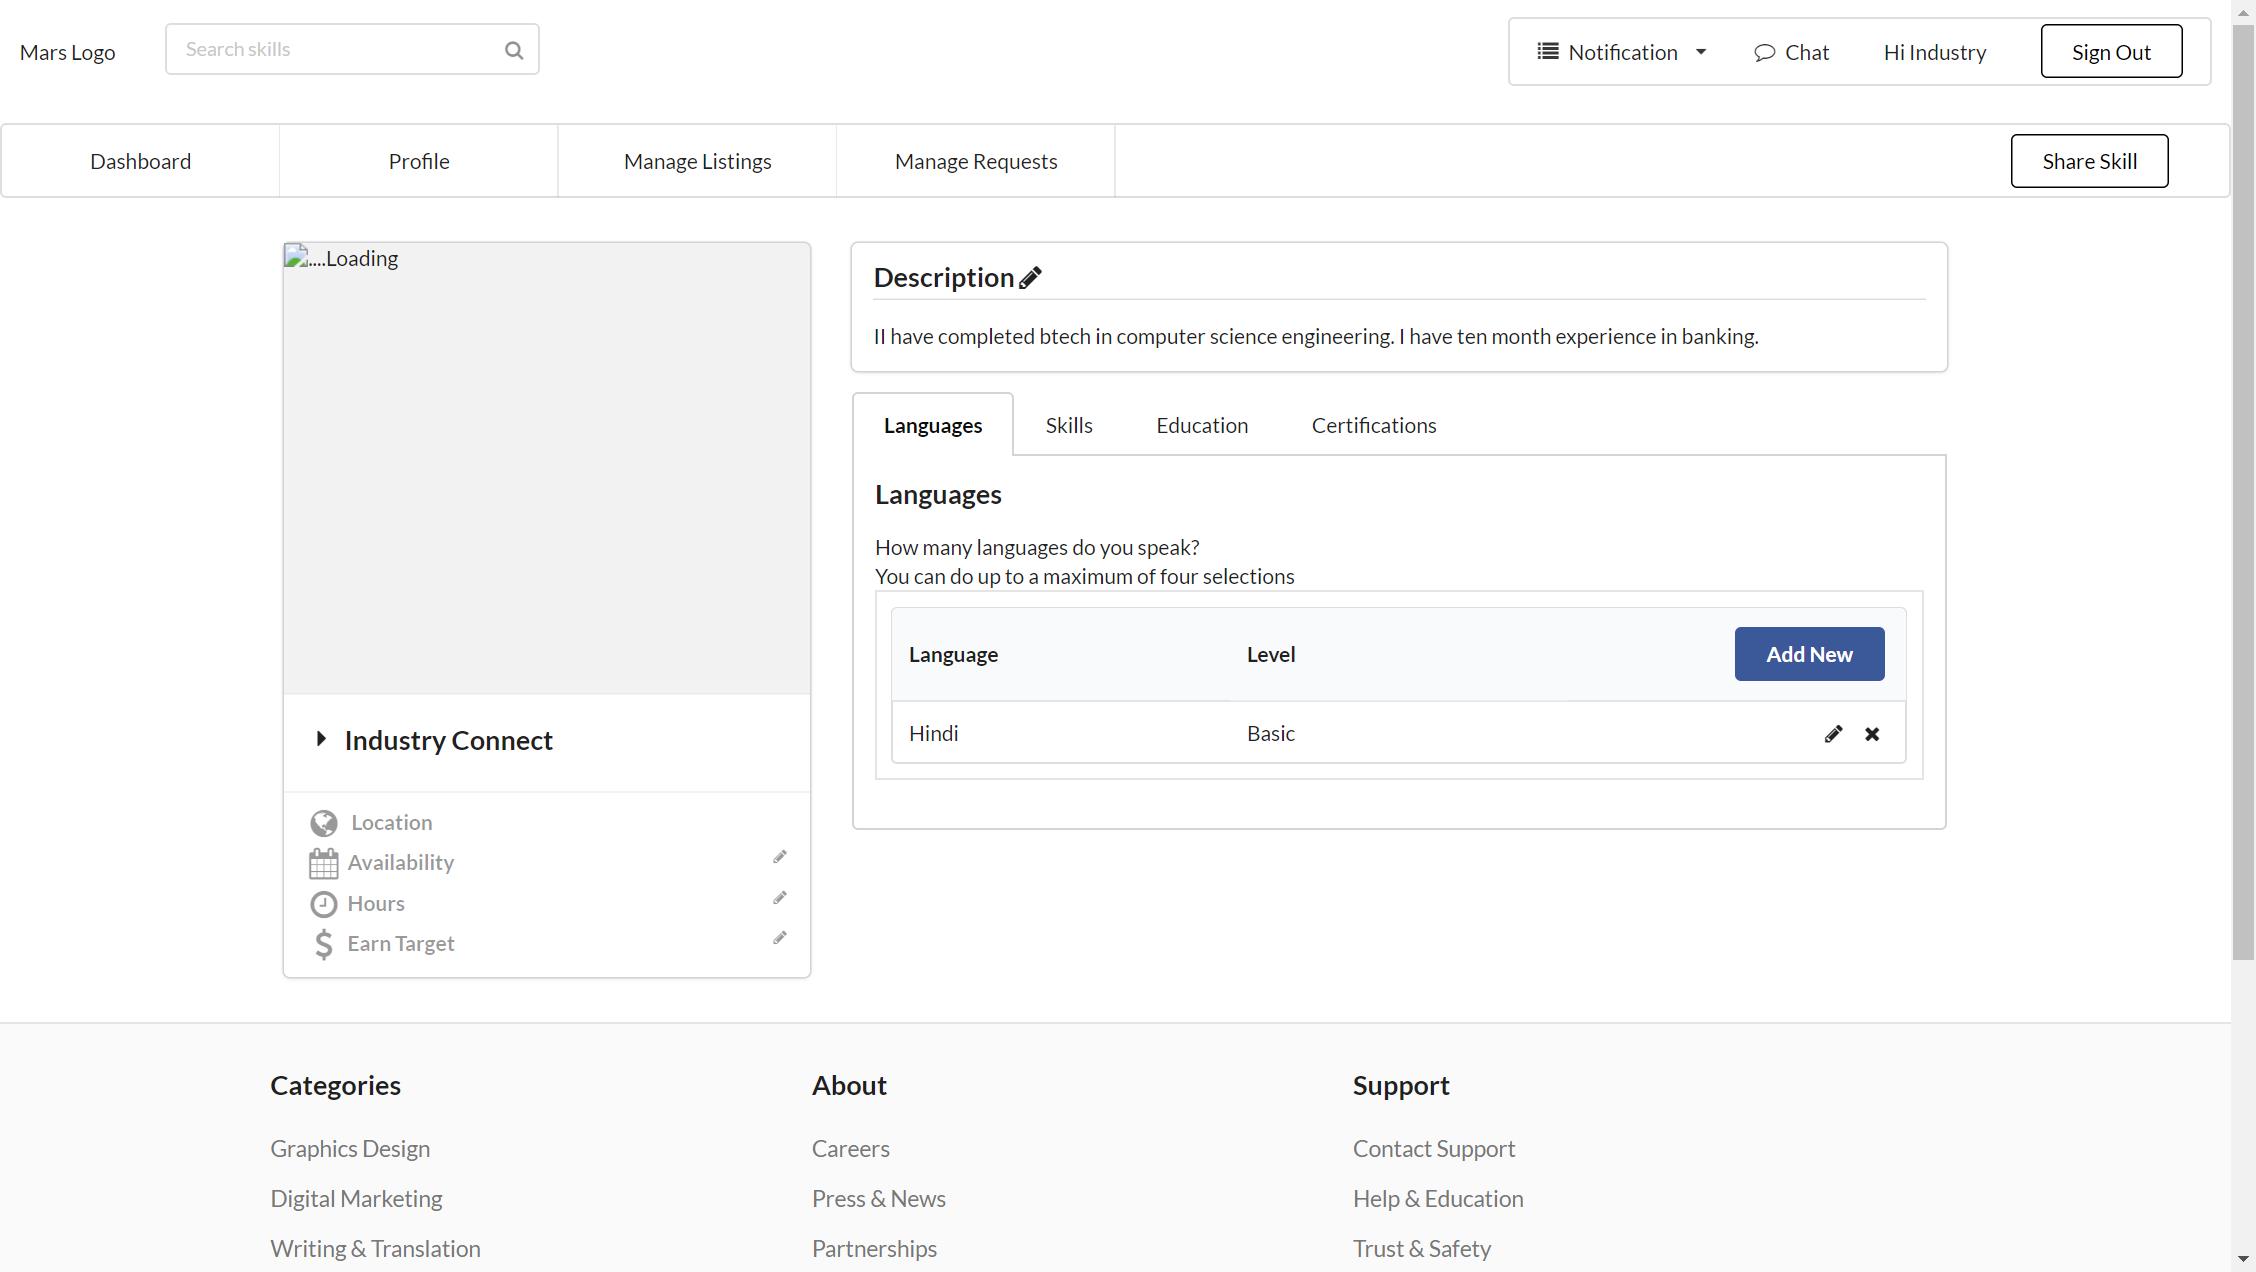 Mars Logo
Search skills
Notification
Chat
Hi Industry
Sign Out
Dashboard
Profile
Manage Listings
Manage Requests
Share Skill
....Loading
Industry Connect
Location
Availability
Hours
Earn Target
Description
II have completed btech in computer science engineering. I have ten month experience in banking.
Languages
Skills
Education
Certifications
Languages
How many languages do you speak?
You can do up to a maximum of four selections
Language
Level
Add New
Hindi
Basic
Categories
Graphics Design
Digital Marketing
Writing & Translation
About
Careers
Press & News
Partnerships
Support
Contact Support
Help & Education
Trust & Safety